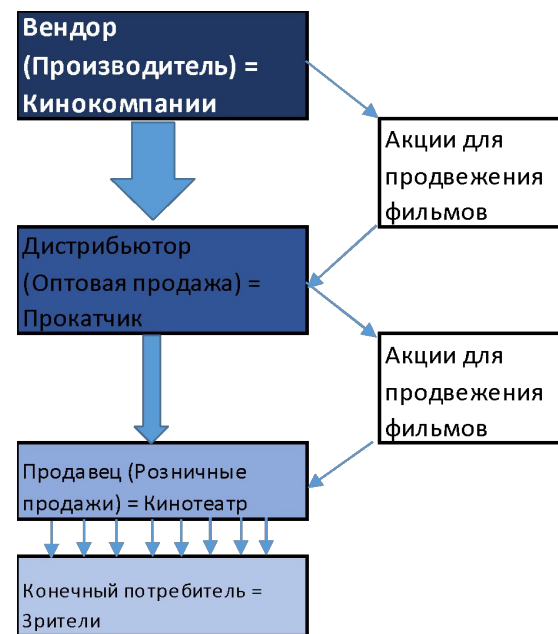 Вендор
(Производитель) =
Кинокомпании
Акции для
продвежения
фильмов
Дистрибьютор
(Оптовая продажа) =
Прокатчик
Акции для
продвежения
фильмов
Продавец (Розничные
продажи) = Кинотеатр
Конечный потребитель =
Зрители